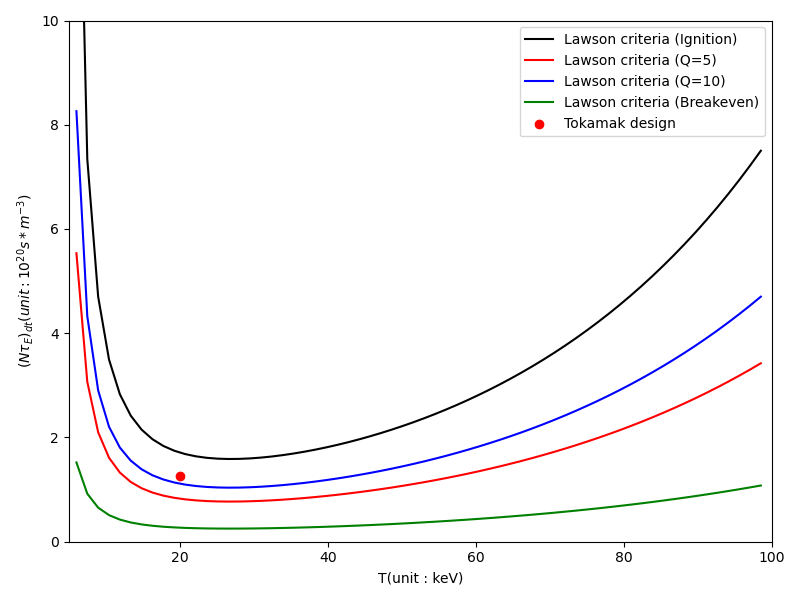 10
8
6
4
2
0
(Nτ_E)_{dt}(unit : 10^{20}s * m^{-3})
Lawson criteria (Ignition)
Lawson criteria (Q=5)
Lawson criteria (Q=10)
Lawson criteria (Breakeven)
Tokamak design
20
40
60
80
100
T(unit : keV)